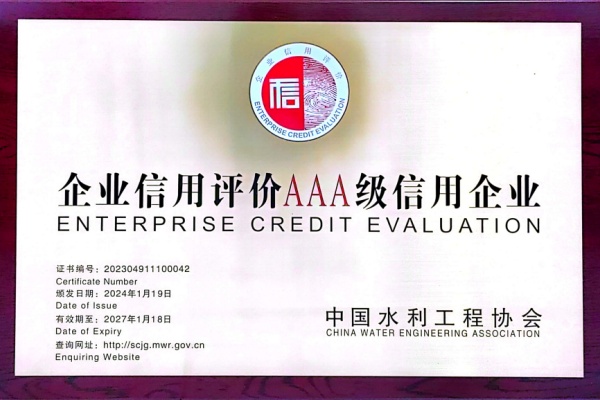 企业信用评价
信
ENTERPRISE CREDIT EVALUATION
企业信用评价AAA级信用企业
ENTERPRISE CREDIT EVALUATION
证书编号：202304911100042
Certificate Number
颁发日期：2024年1月19日
Date of Issue
有效期至：2027年1月18日
Date of Expiry
查询网址：http://scjg.mwr.gov.cn
Enquiring Website
中国水利工程协会
CHINA WATER ENGINEERING ASSOCIATION